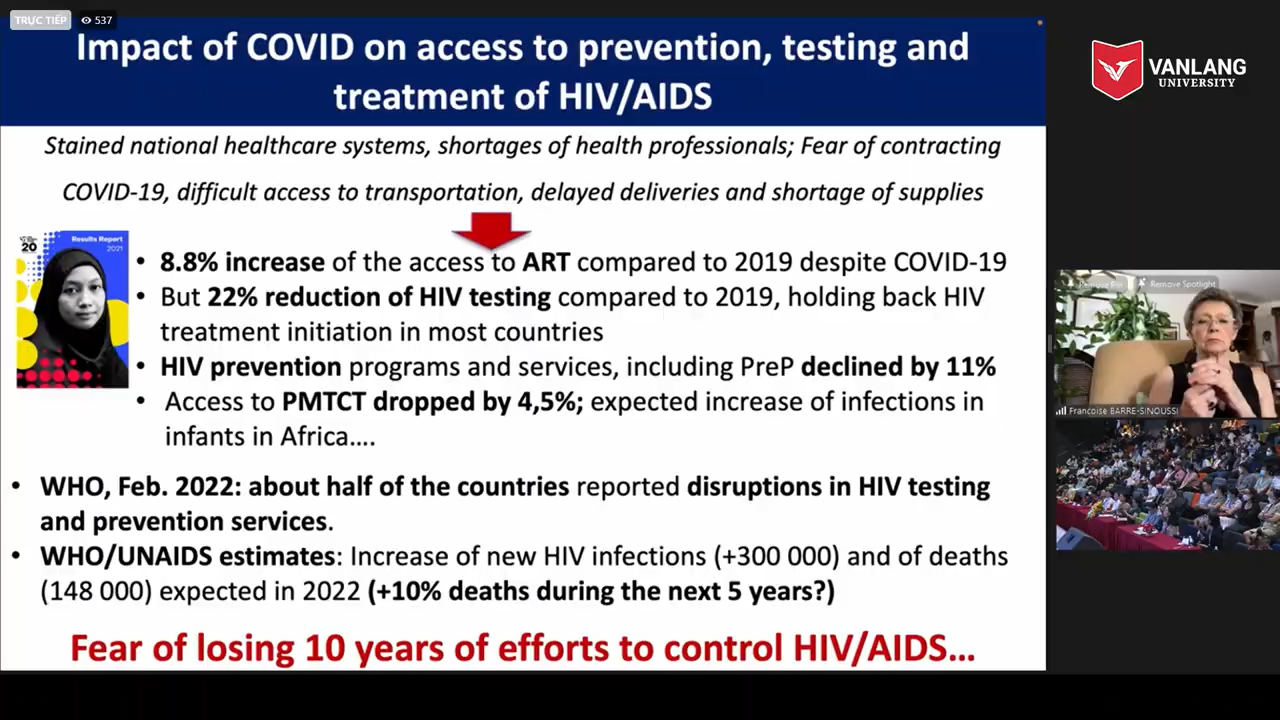 TRỰC TIẾP 537
Impact of COVID on access to prevention, testing and
treatment of HIV/AIDS
VANLANG
UNIVERSITY
Stained national healthcare systems, shortages of health professionals; Fear of contracting
COVID-19, difficult access to transportation, delayed deliveries and shortage of supplies
20
Results Report
2021
• 8.8% increase of the access to ART compared to 2019 despite COVID-19
• But 22% reduction of HIV testing compared to 2019, holding back HIV
treatment initiation in most countries
• HIV prevention programs and services, including PreP declined by 11%
• Access to PMTCT dropped by 4,5%; expected increase of infections in
infants in Africa….
Remove Pin Remove Spotlight
Francoise BARRE-SINOUSSI
• WHO, Feb. 2022: about half of the countries reported disruptions in HIV testing
and prevention services.
• WHO/UNAIDS estimates: Increase of new HIV infections (+300 000) and of deaths
(148 000) expected in 2022 (+10% deaths during the next 5 years?)
Fear of losing 10 years of efforts to control HIV/AIDS…